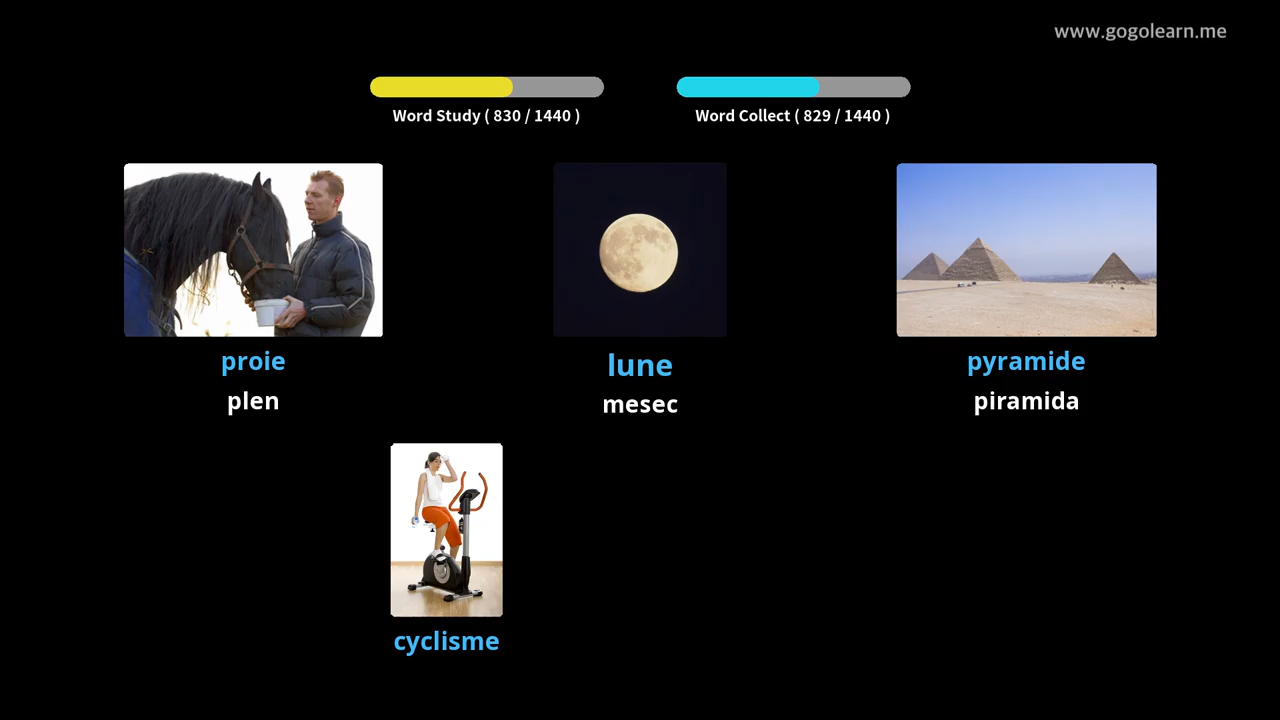 www.gogolearn.me
Word Study ( 830 / 1440 )
Word Collect ( 829 / 1440 )
proie
plen
lune
mesec
pyramide
piramida
cyclisme